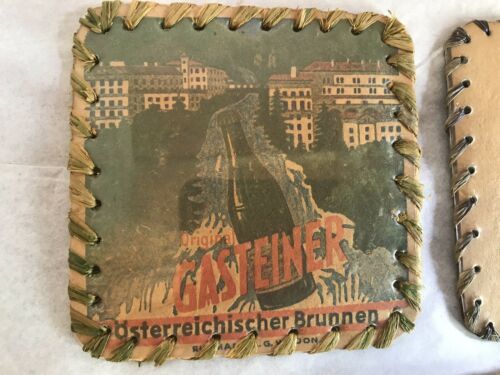 Original
GASTEINER
Österreichischer Brunnen